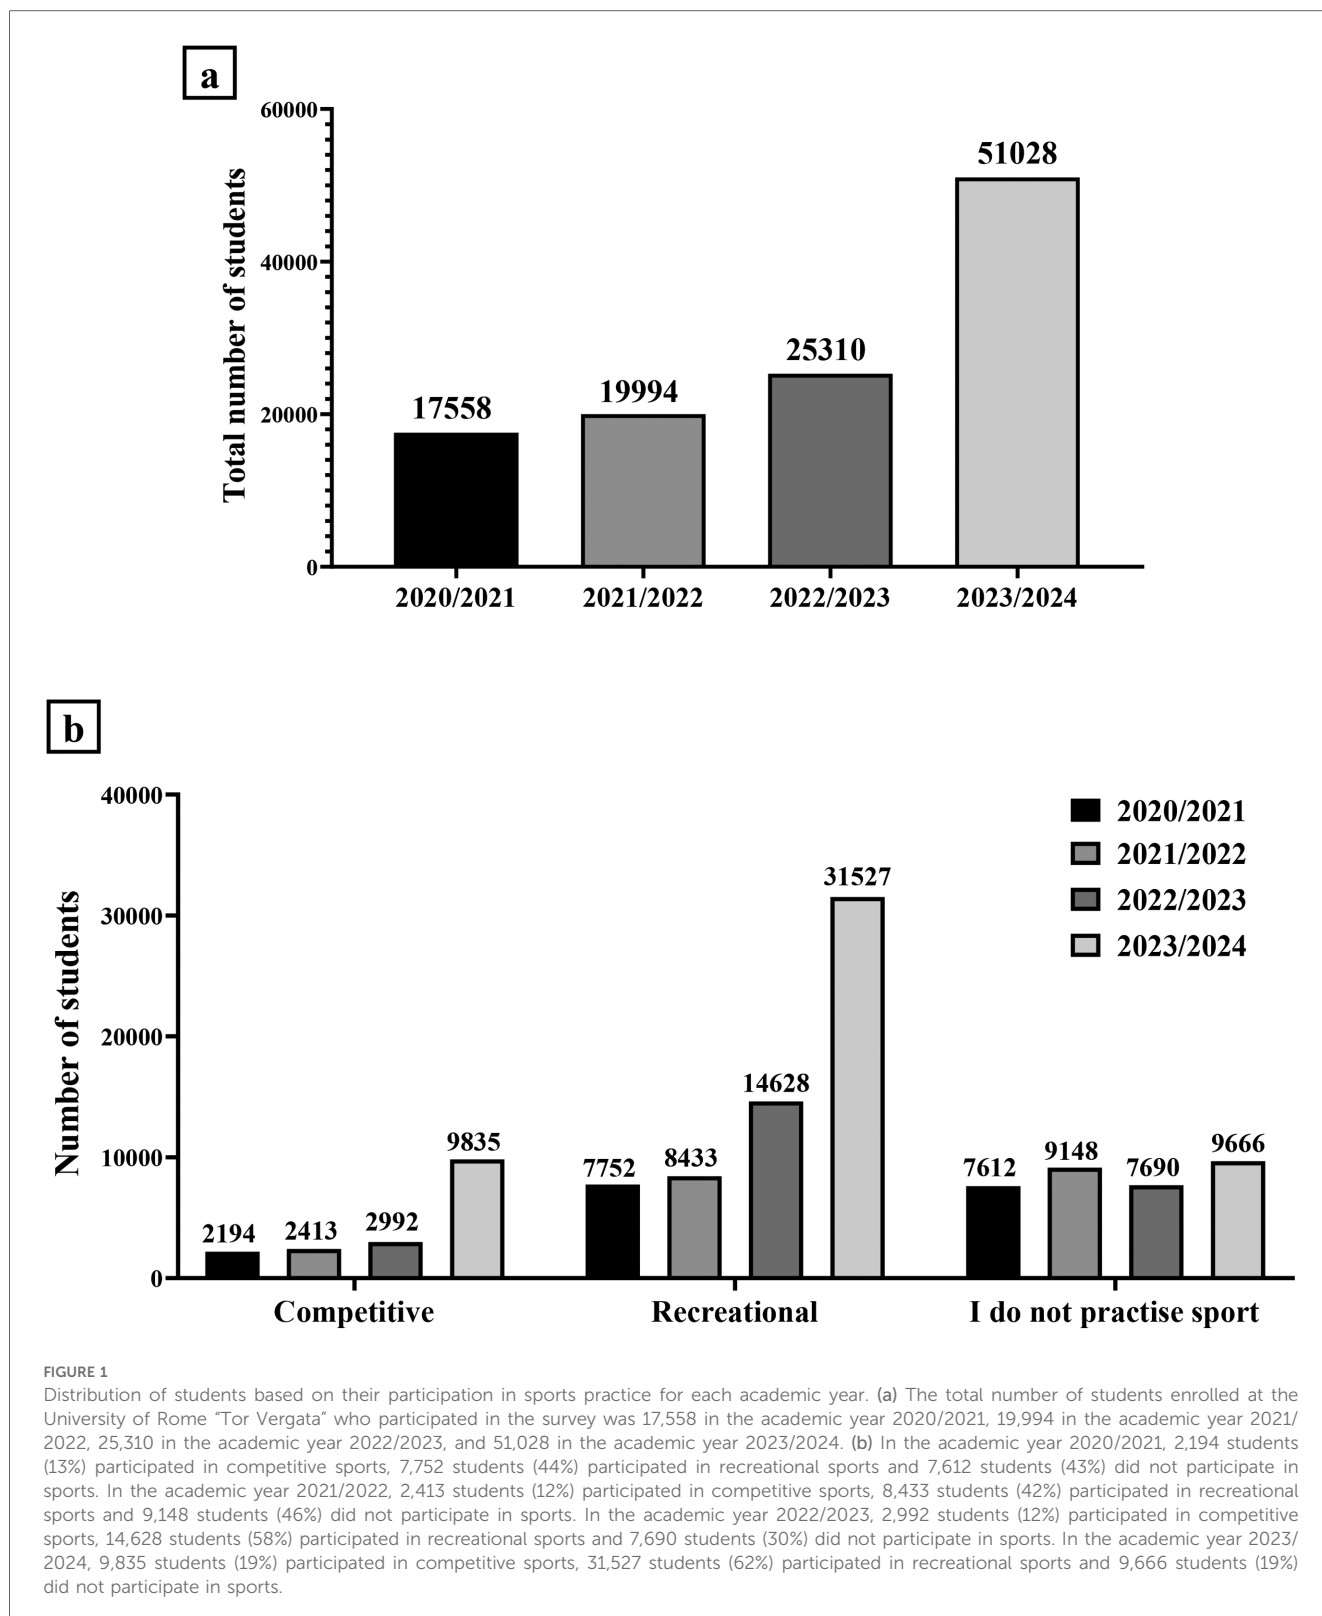 a
60000
40000
20000
0
Total number of students
17558
19994
25310
51028
2020/2021
2021/2022
2022/2023
2023/2024
b
40000
30000
20000
10000
0
Number of students
2020/2021
2021/2022
2022/2023
2023/2024
2194
2413
2992
9835
7752
8433
14628
31527
7612
9148
7690
9666
Competitive
Recreational
I do not practise sport
FIGURE 1
Distribution of students based on their participation in sports practice for each academic year. (a) The total number of students enrolled at the
University of Rome “Tor Vergata” who participated in the survey was 17,558 in the academic year 2020/2021, 19,994 in the academic year 2021/
2022, 25,310 in the academic year 2022/2023, and 51,028 in the academic year 2023/2024. (b) In the academic year 2020/2021, 2,194 students
(13%) participated in competitive sports, 7,752 students (44%) participated in recreational sports and 7,612 students (43%) did not participate in
sports. In the academic year 2021/2022, 2,413 students (12%) participated in competitive sports, 8,433 students (42%) participated in recreational
sports and 9,148 students (46%) did not participate in sports. In the academic year 2022/2023, 2,992 students (12%) participated in competitive
sports, 14,628 students (58%) participated in recreational sports and 7,690 students (30%) did not participate in sports. In the academic year 2023/
2024, 9,835 students (19%) participated in competitive sports, 31,527 students (62%) participated in recreational sports and 9,666 students (19%)
did not participate in sports.